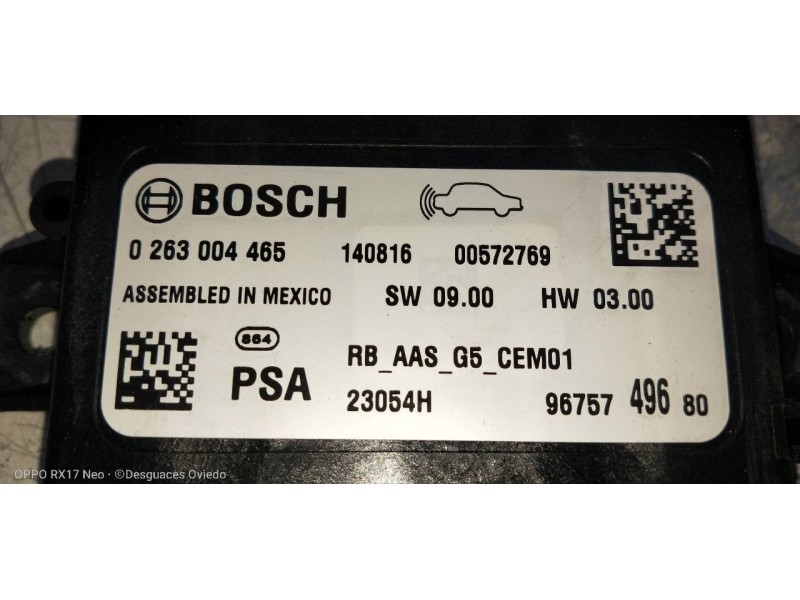 BOSCH
0 263 004 465 140816 00572769
ASSEMBLED IN MEXICO SW 09.00 HW 03.00
864 RB_AAS_G5_CEM01
PSA 23054H 96757 496 80
OPPO RX17 Neo · ©Desguaces Oviedo